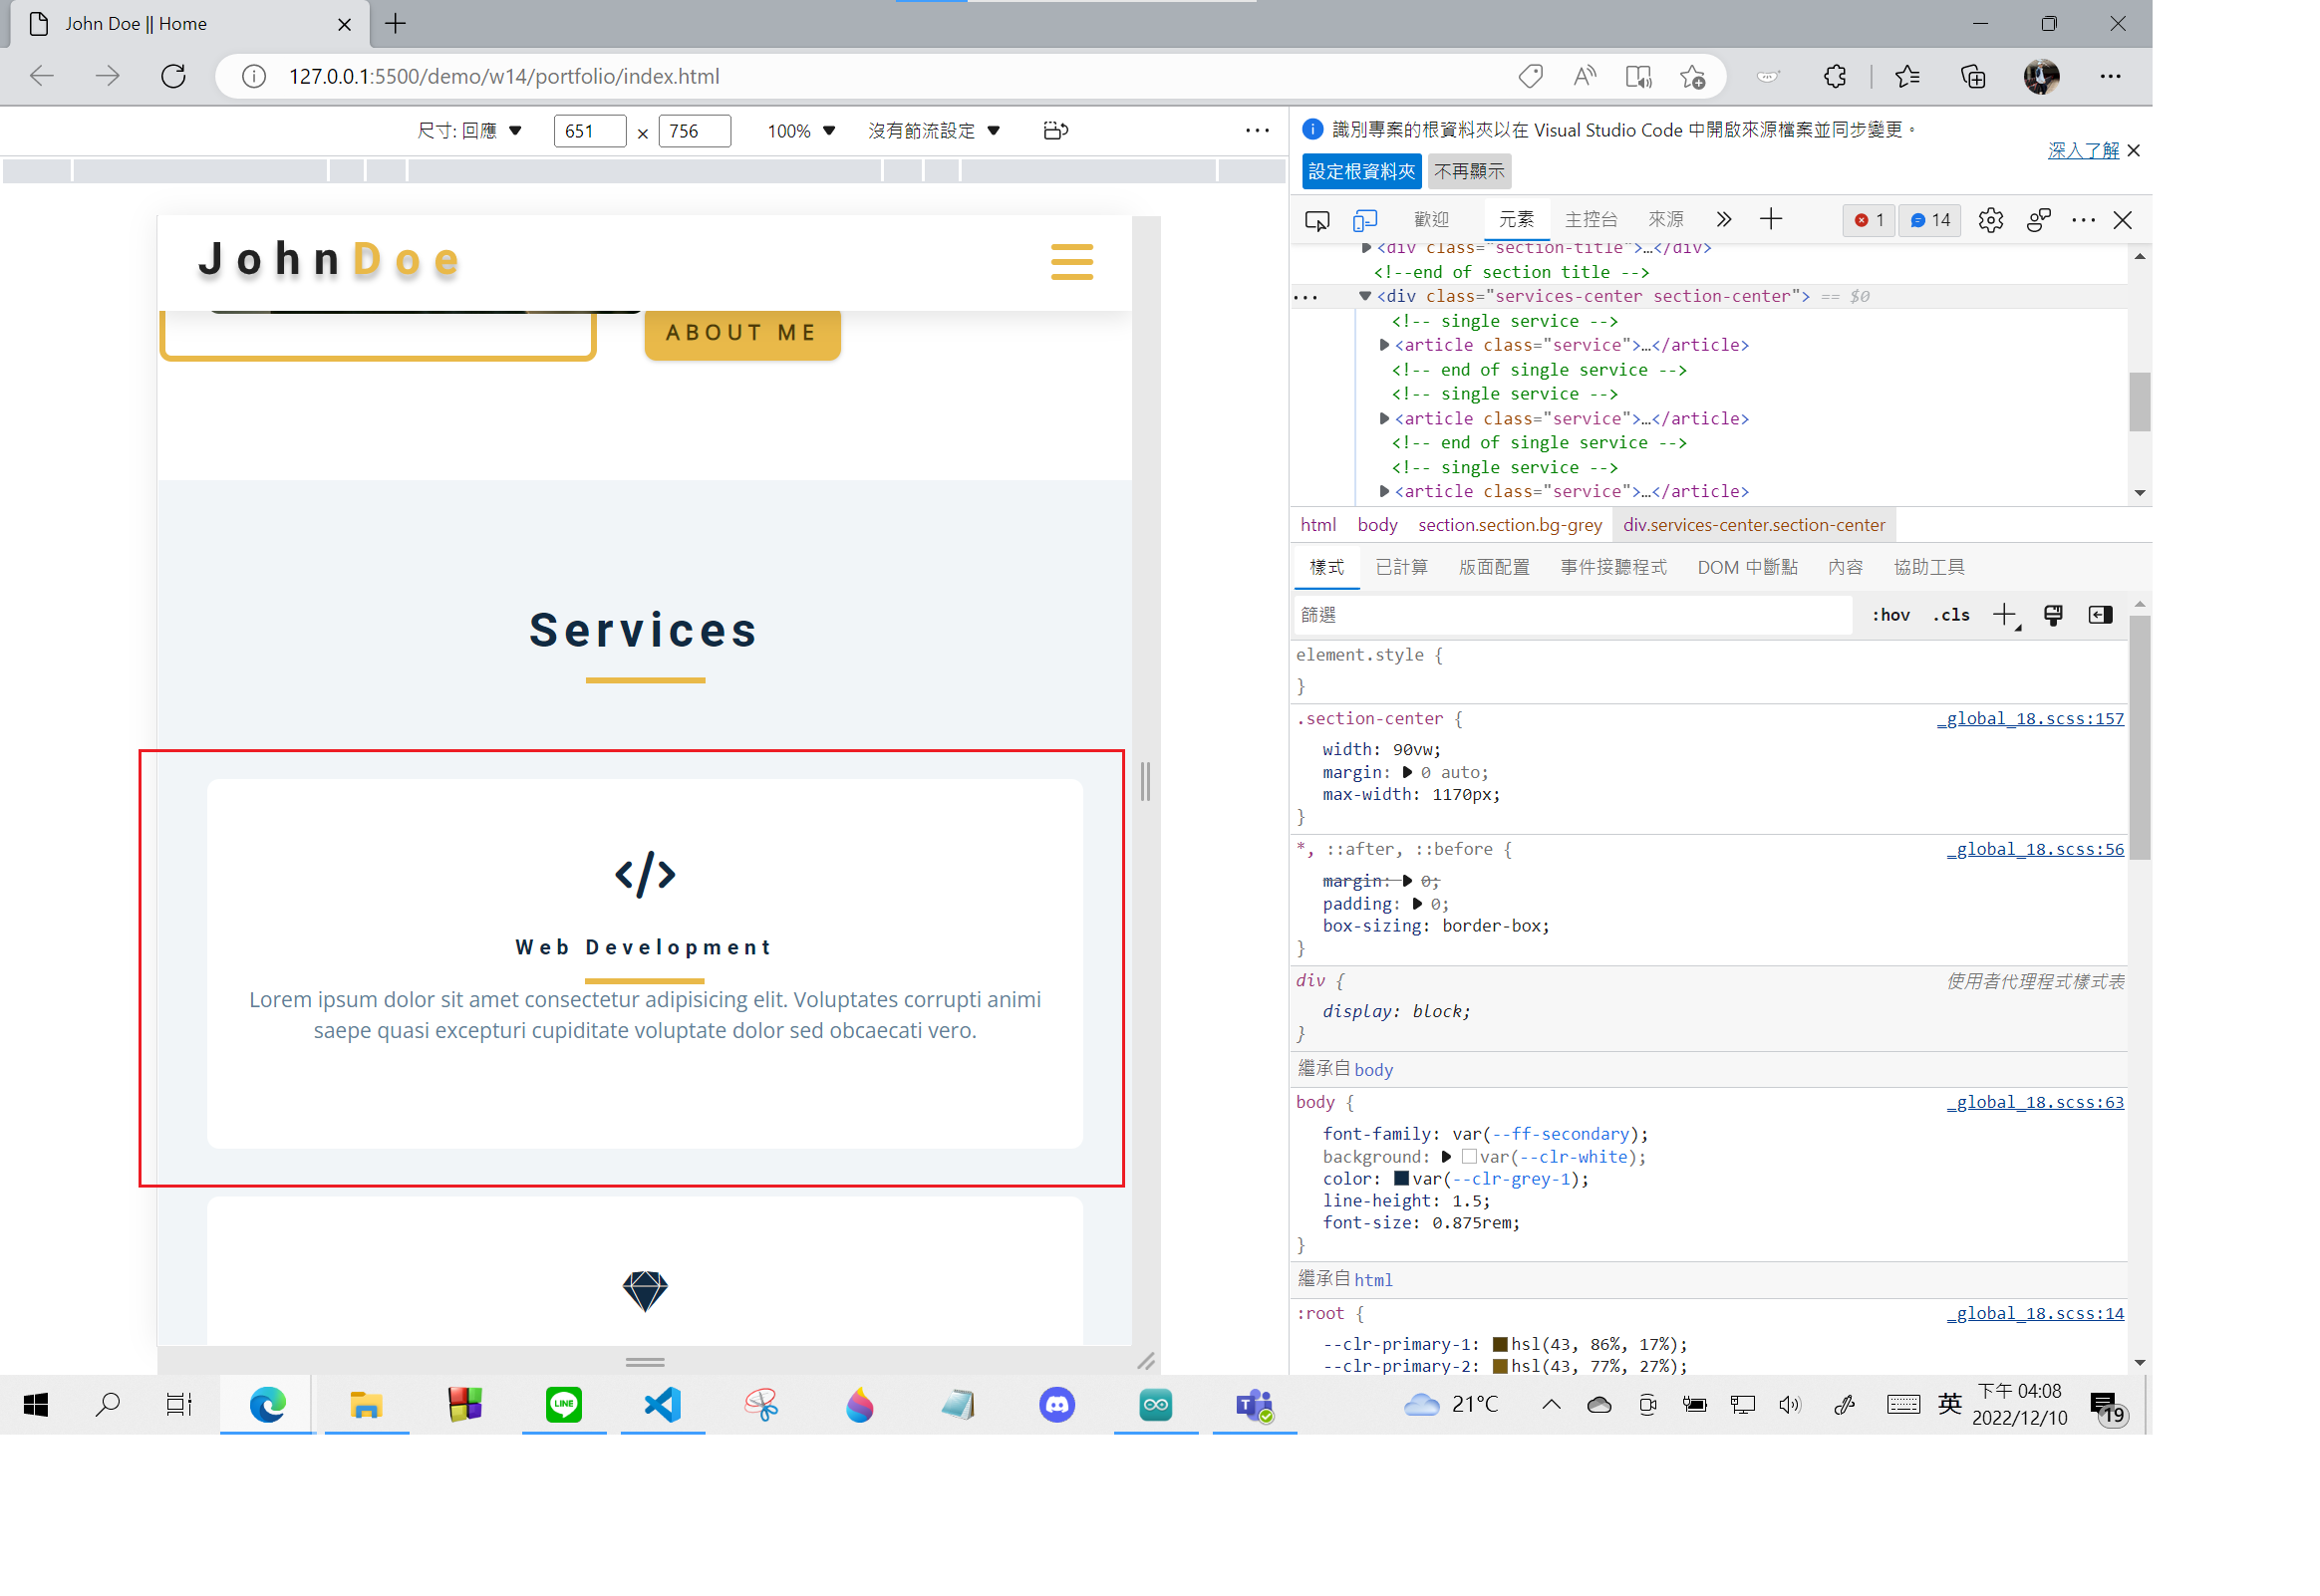 John Doe || Home
127.0.0.1:5500/demo/w14/portfolio/index.html
尺寸: 回應 651 × 756 100% 沒有節流設定
JohnDoe
ABOUT ME
Services
</>
Web Development
Lorem ipsum dolor sit amet consectetur adipisicing elit. Voluptates corrupti animi
saepe quasi excepturi cupiditate voluptate dolor sed obcaecati vero.
識別專案的根資料夾以在 Visual Studio Code 中開啟來源檔案並同步變更。
深入了解
設定根資料夾 不再顯示
歡迎 元素 主控台 來源 1 14
<div class="section-title">…</div>
<!--end of section title -->
<div class="services-center section-center"> == $0
<!-- single service -->
<article class="service">…</article>
<!-- end of single service -->
<!-- single service -->
<article class="service">…</article>
<!-- end of single service -->
<!-- single service -->
<article class="service">…</article>
html body section.section.bg-grey div.services-center.section-center
樣式 已計算 版面配置 事件接聽程式 DOM 中斷點 內容 協助工具
篩選 :hov .cls
element.style {
}
.section-center { _global_18.scss:157
width: 90vw;
margin: 0 auto;
max-width: 1170px;
}
*, ::after, ::before { _global_18.scss:56
margin: 0;
padding: 0;
box-sizing: border-box;
}
div { 使用者代理程式樣式表
display: block;
}
繼承自 body
body { _global_18.scss:63
font-family: var(--ff-secondary);
background: var(--clr-white);
color: var(--clr-grey-1);
line-height: 1.5;
font-size: 0.875rem;
}
繼承自 html
:root { _global_18.scss:14
--clr-primary-1: hsl(43, 86%, 17%);
--clr-primary-2: hsl(43, 77%, 27%);
LINE
T
21°C
英
下午 04:08
2022/12/10
19